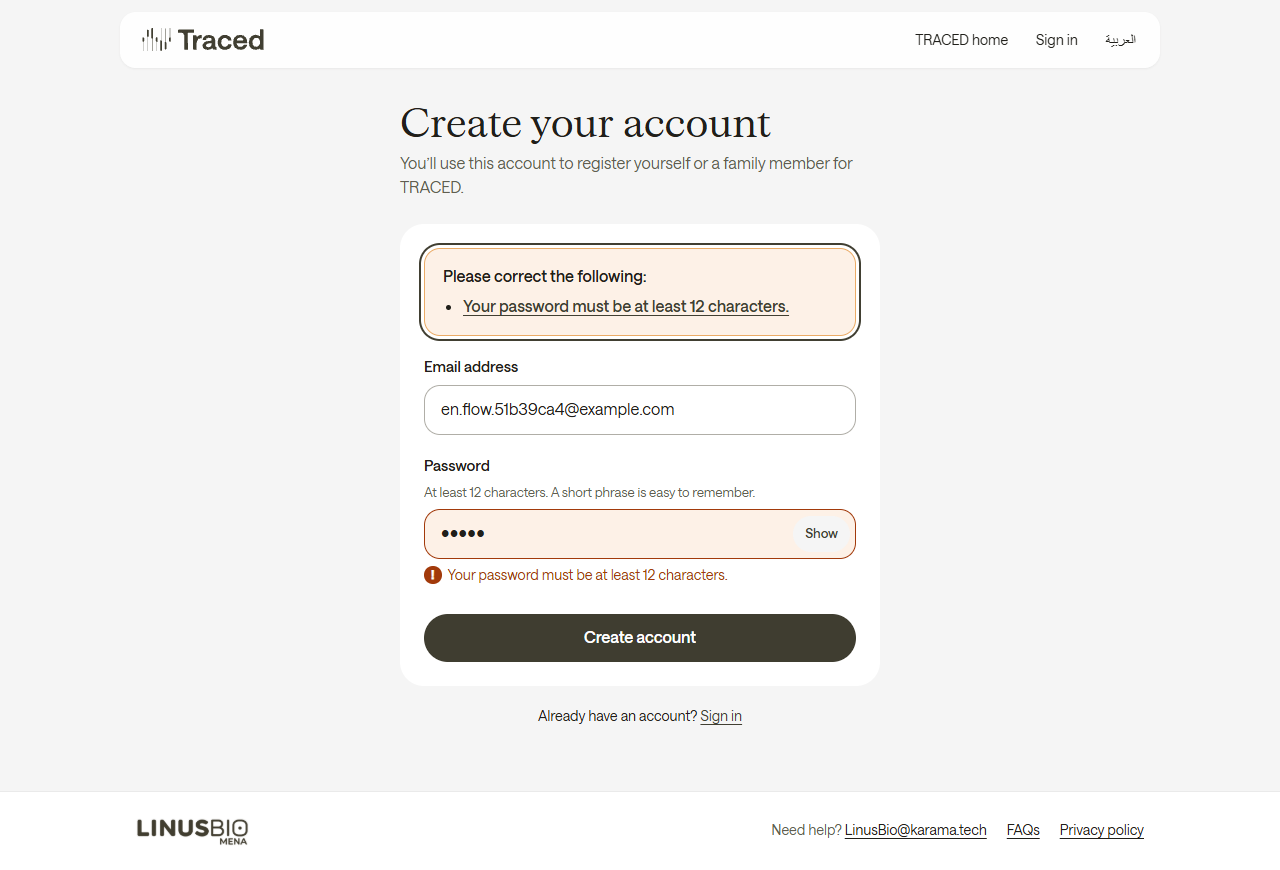 Traced
TRACED home
Sign in
العربية
Create your account
You'll use this account to register yourself or a family member for
TRACED.
Please correct the following:
• Your password must be at least 12 characters.
Email address
en.flow.51b39ca4@example.com
Password
At least 12 characters. A short phrase is easy to remember.
•••••
Show
! Your password must be at least 12 characters.
Create account
Already have an account? Sign in
LINUSBIO
MENA
Need help? LinusBio@karama.tech
FAQs
Privacy policy